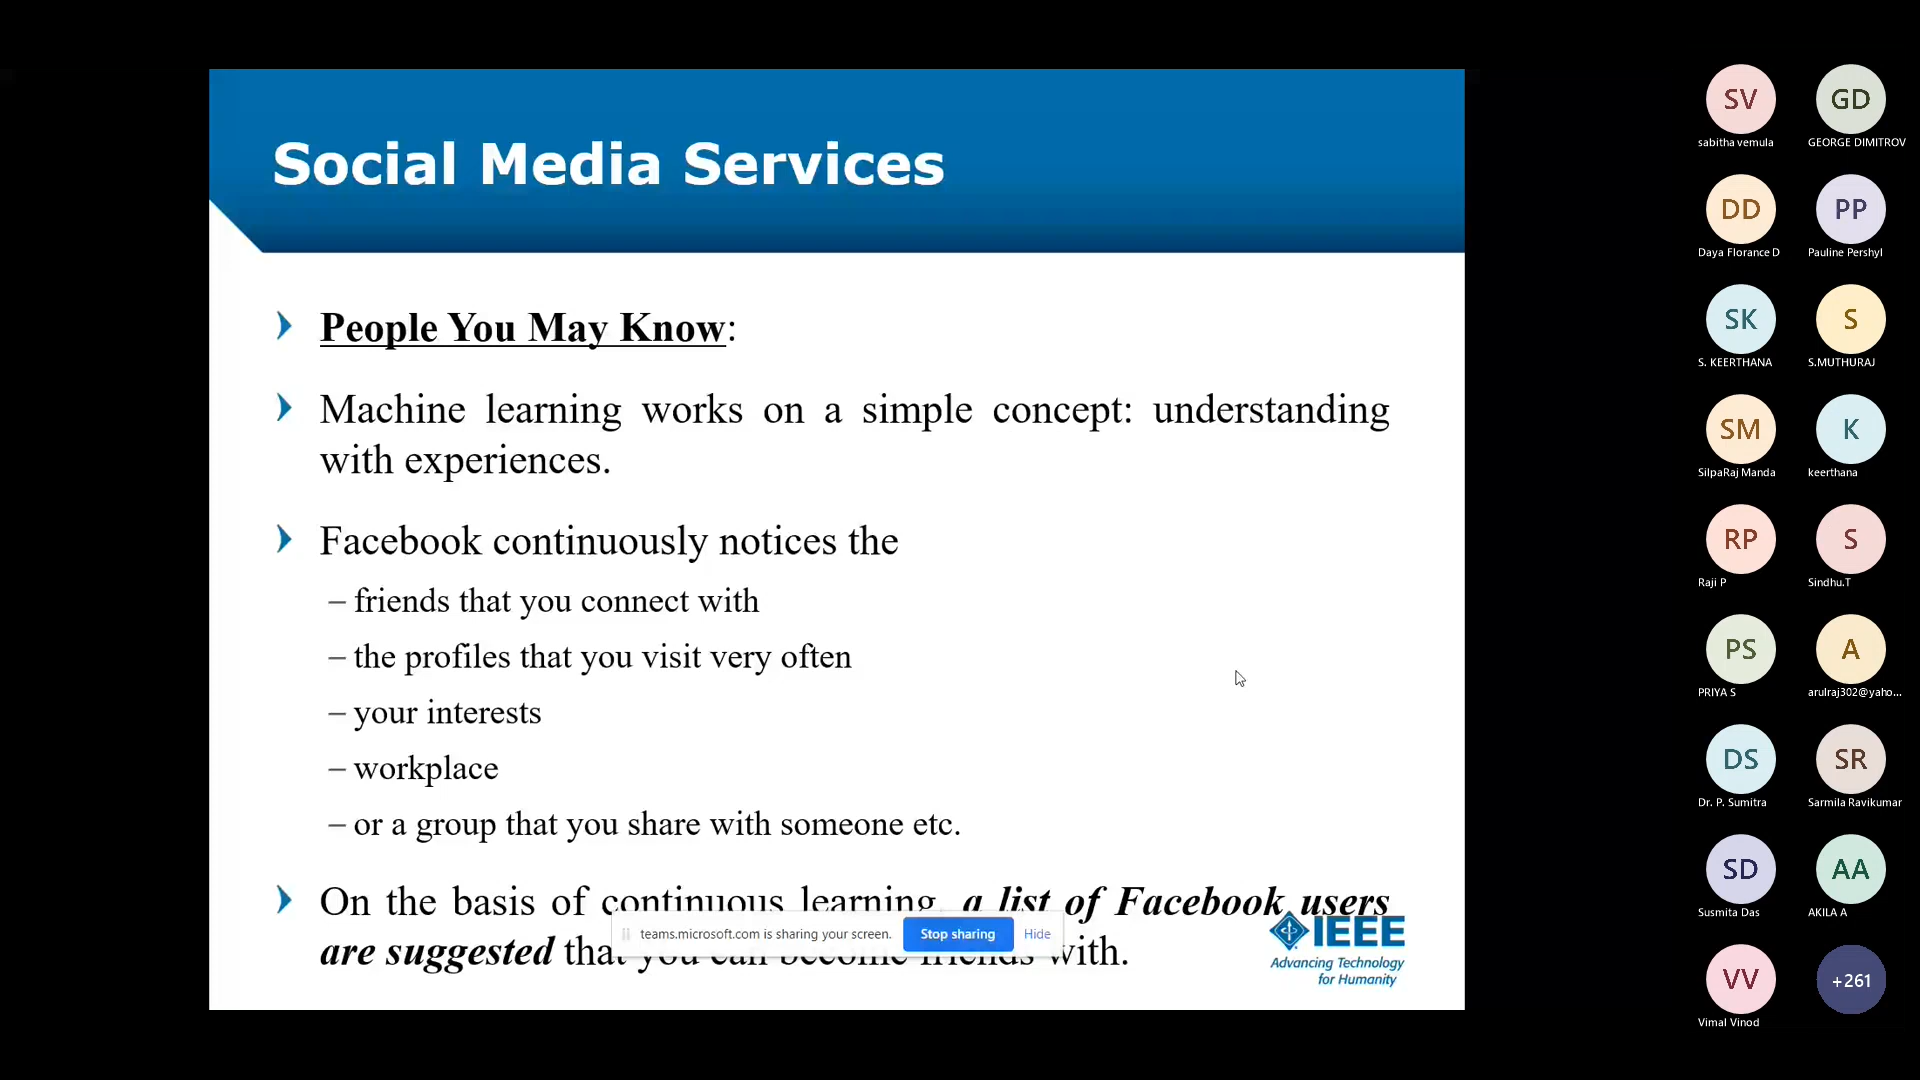 Social Media Services
People You May Know:
Machine learning works on a simple concept: understanding
with experiences.
Facebook continuously notices the
– friends that you connect with
– the profiles that you visit very often
– your interests
– workplace
– or a group that you share with someone etc.
On the basis of continuous learning, a list of Facebook users
are suggested that you can become friends with.
teams.microsoft.com is sharing your screen. Stop sharing Hide
IEEE
Advancing Technology
for Humanity
SV GD
sabitha vemula GEORGE DIMITROV
DD PP
Daya Florance D Pauline Pershyl
SK S
S. KEERTHANA S.MUTHURAJ
SM K
SilpaRaj Manda keerthana
RP S
Raji P Sindhu.T
PS A
PRIYA S arulraj302@yaho...
DS SR
Dr. P. Sumitra Sarmila Ravikumar
SD AA
Susmita Das AKILA A
VV +261
Vimal Vinod